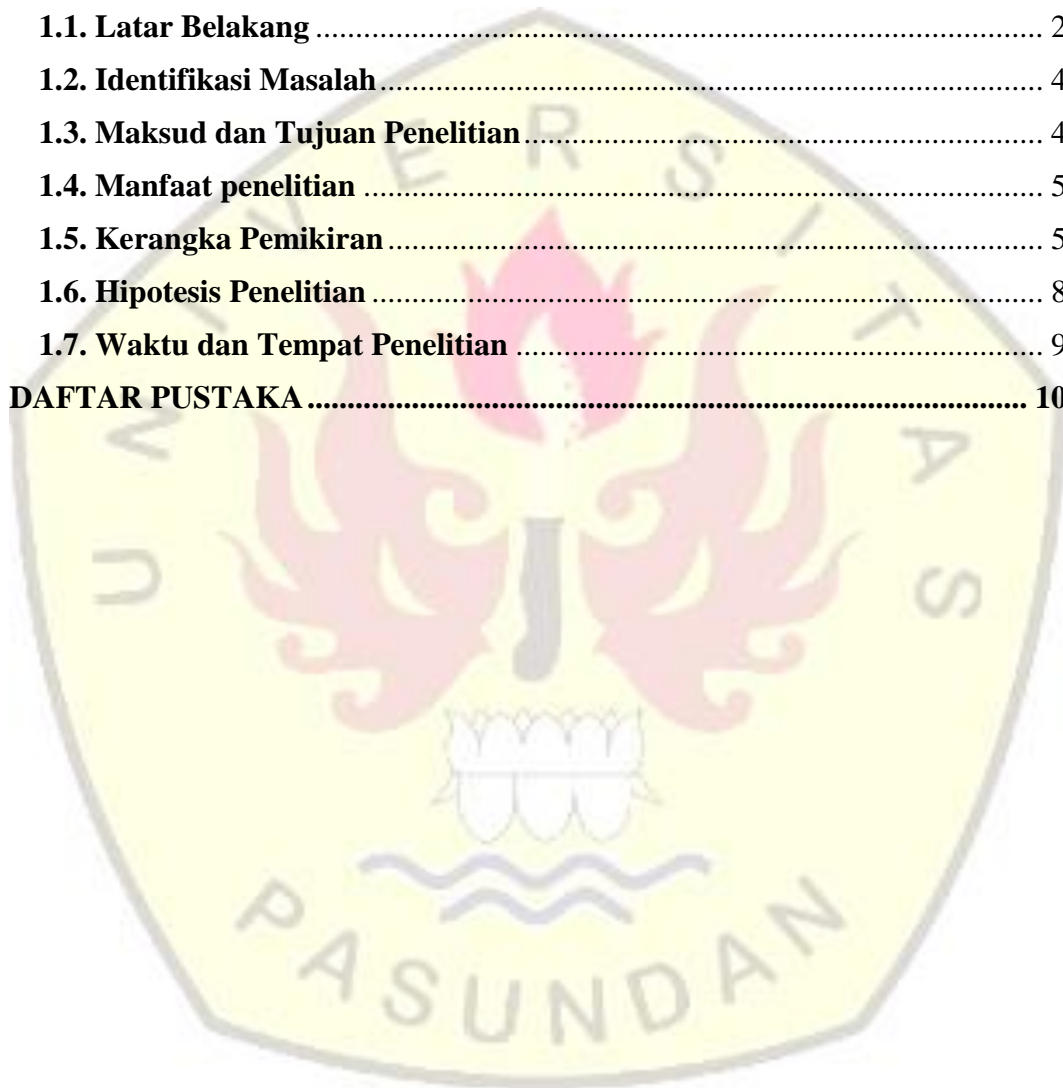 1.1. Latar Belakang ........................................................................................................ 2
1.2. Identifikasi Masalah ............................................................................................... 4
1.3. Maksud dan Tujuan Penelitian .............................................................................. 4
1.4. Manfaat penelitian ................................................................................................. 5
1.5. Kerangka Pemikiran .............................................................................................. 5
1.6. Hipotesis Penelitian ................................................................................................ 8
1.7. Waktu dan Tempat Penelitian ............................................................................... 9
DAFTAR PUSTAKA ..................................................................................................... 10
UNIVERSITAS
PASUNDAN